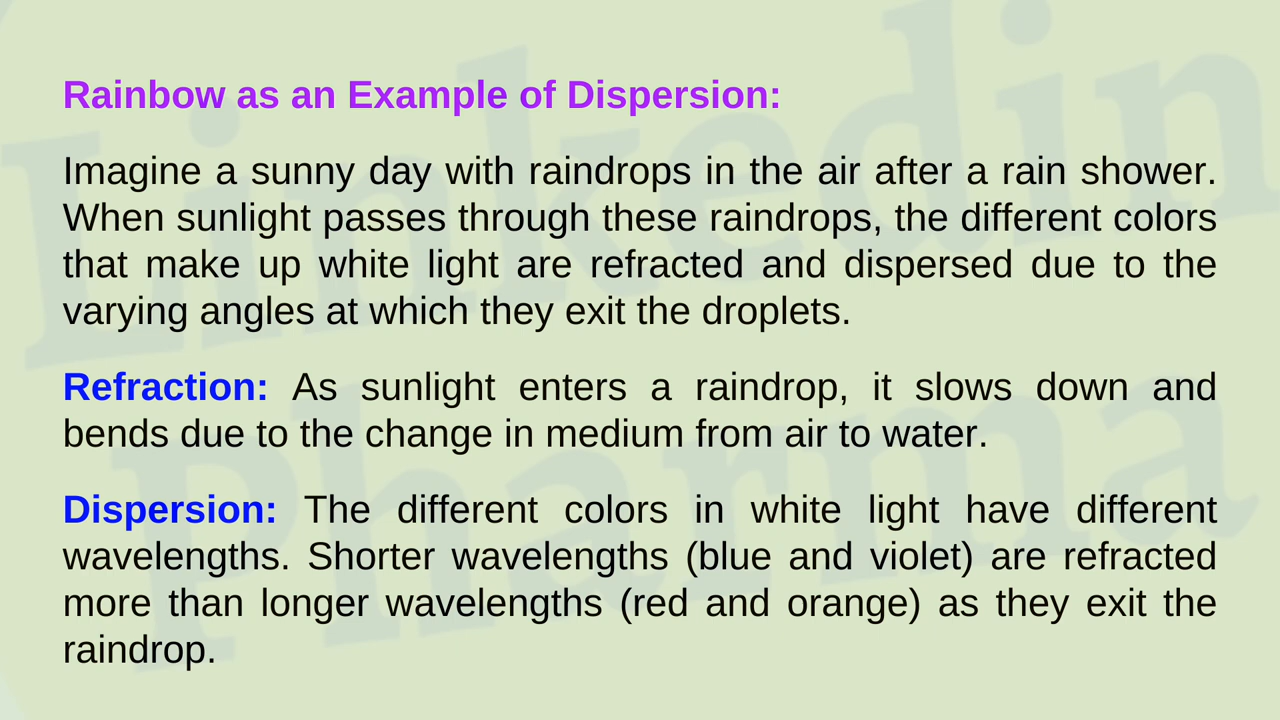 Rainbow as an Example of Dispersion:
Imagine a sunny day with raindrops in the air after a rain shower.
When sunlight passes through these raindrops, the different colors
that make up white light are refracted and dispersed due to the
varying angles at which they exit the droplets.
Refraction: As sunlight enters a raindrop, it slows down and
bends due to the change in medium from air to water.
Dispersion: The different colors in white light have different
wavelengths. Shorter wavelengths (blue and violet) are refracted
more than longer wavelengths (red and orange) as they exit the
raindrop.
Linkedin
Pharma